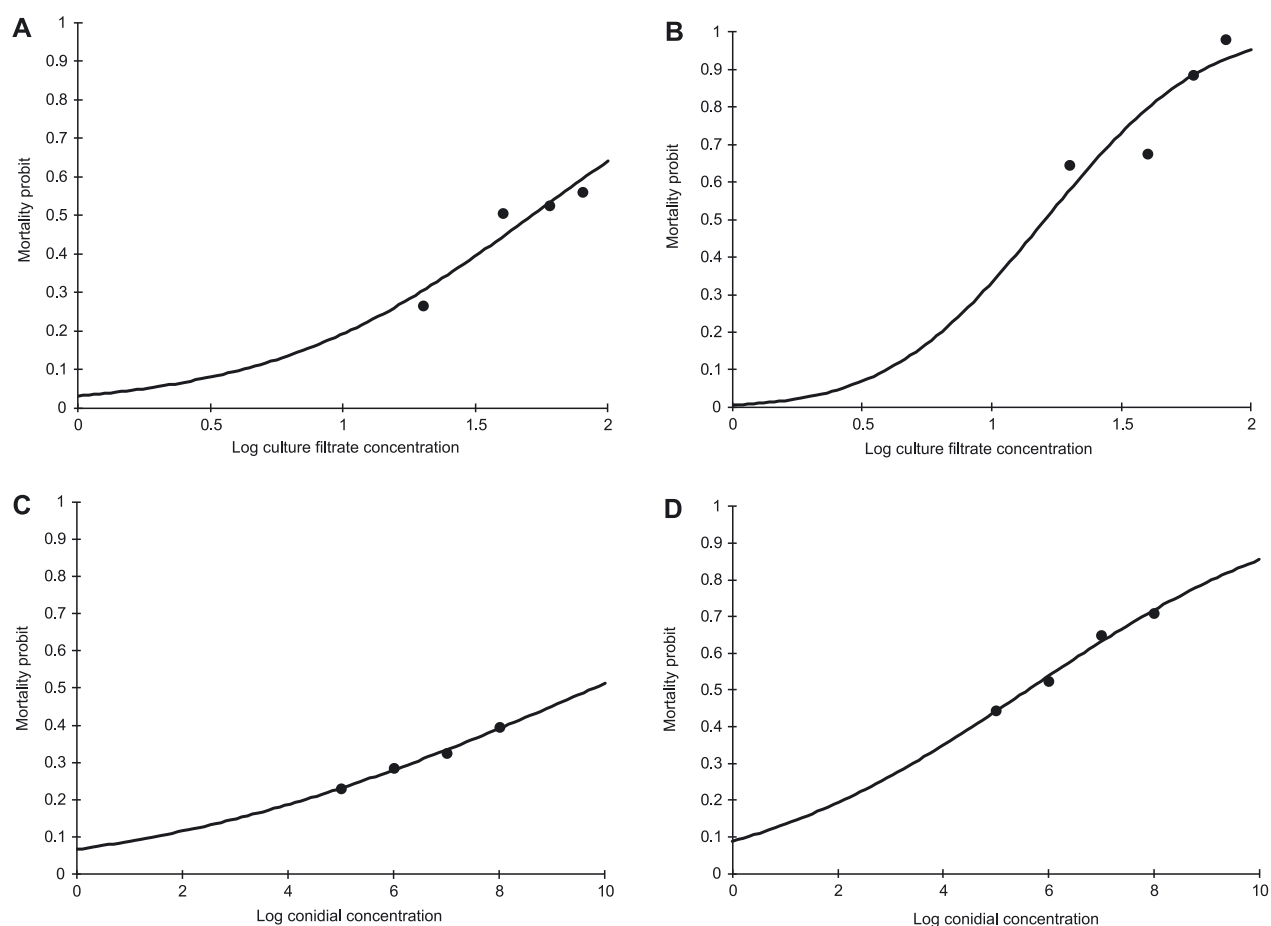 A
1
0.9
0.8
0.7
0.6
0.5
0.4
0.3
0.2
0.1
0
Mortality probit
0 0.5 1 1.5 2
Log culture filtrate concentration
B
1
0.9
0.8
0.7
0.6
0.5
0.4
0.3
0.2
0.1
0
Mortality probit
0 0.5 1 1.5 2
Log culture filtrate concentration
C
1
0.9
0.8
0.7
0.6
0.5
0.4
0.3
0.2
0.1
0
Mortality probit
0 2 4 6 8 10
Log conidial concentration
D
1
0.9
0.8
0.7
0.6
0.5
0.4
0.3
0.2
0.1
0
Mortality probit
0 2 4 6 8 10
Log conidial concentration